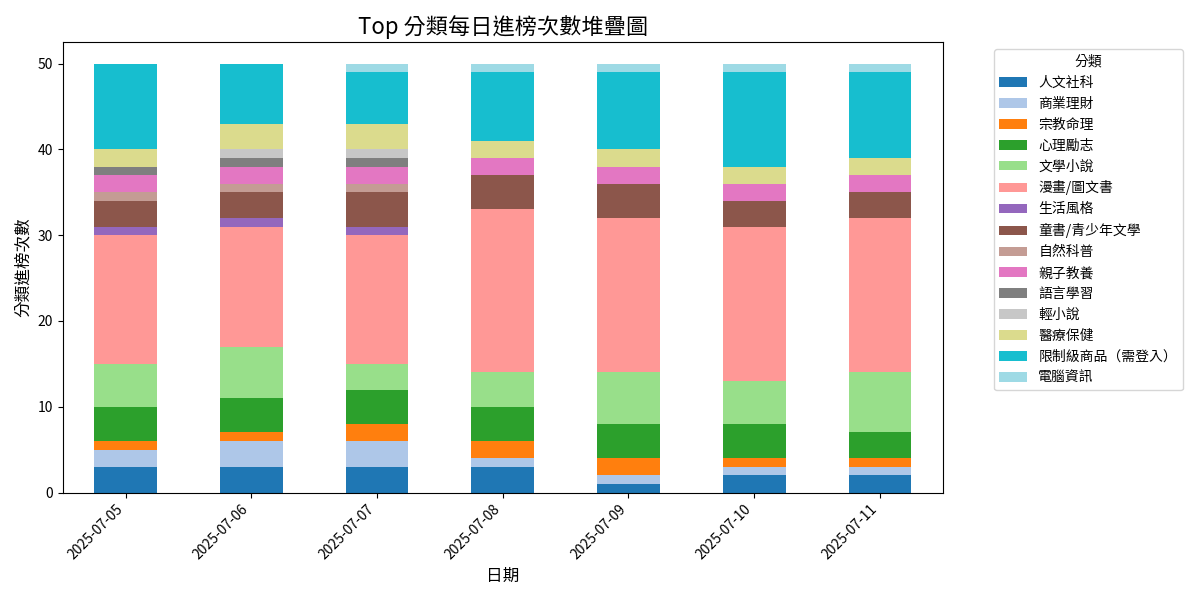 Top 分類每日進榜次數堆疊圖
分類進榜次數
50
40
30
20
10
0
2025-07-05
2025-07-06
2025-07-07
2025-07-08
2025-07-09
2025-07-10
2025-07-11
日期
分類
人文社科
商業理財
宗教命理
心理勵志
文學小說
漫畫/圖文書
生活風格
童書/青少年文學
自然科普
親子教養
語言學習
輕小說
醫療保健
限制級商品（需登入）
電腦資訊